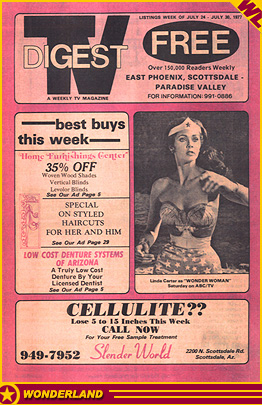 LISTINGS WEEK OF JULY 24 - JULY 30, 1977
TV
DIGEST
A WEEKLY TV MAGAZINE
FREE
Over 150,000 Readers Weekly
EAST PHOENIX, SCOTTSDALE -
PARADISE VALLEY
FOR INFORMATION: 991-0886
best buys
this week
"Home Furnishings Center"
35% OFF
Woven Wood Shades
Vertical Blinds
Levolor Blinds
See Our Ad Page 5
SPECIAL
ON STYLED
HAIRCUTS
FOR HER AND HIM
See Our Ad Page 29
LOW COST DENTURE SYSTEMS
OF ARIZONA
A Truly Low Cost
Denture By Your
Licensed Dentist
See Our Ad Page 5
Linda Carter as "WONDER WOMAN"
Saturday on ABC/TV
CELLULITE??
Lose 5 to 15 Inches This Week
CALL NOW
For Your Free Sample Treatment
949-7952
Slender World
2200 N. Scottsdale Rd.
Scottsdale, Az.
WONDERLAND